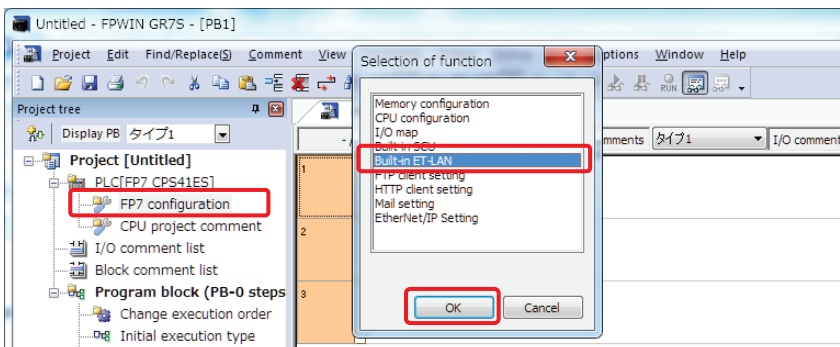 Untitled - FPWIN GR7S - [PB1]
Project Edit Find/Replace(S) Comment View ptions Window Help
Selection of function
RUN
Project tree
Display PB タイプ1
mments タイプ1 I/O comment
Project [Untitled]
PLC[FP7 CPS41ES]
FP7 configuration
CPU project comment
I/O comment list
Block comment list
Program block (PB-0 steps
Change execution order
Initial execution type
1
2
3
Memory configuration
CPU configuration
I/O map
Built-in SCU
Built-in ET-LAN
FTP client setting
HTTP client setting
Mail setting
EtherNet/IP Setting
OK Cancel